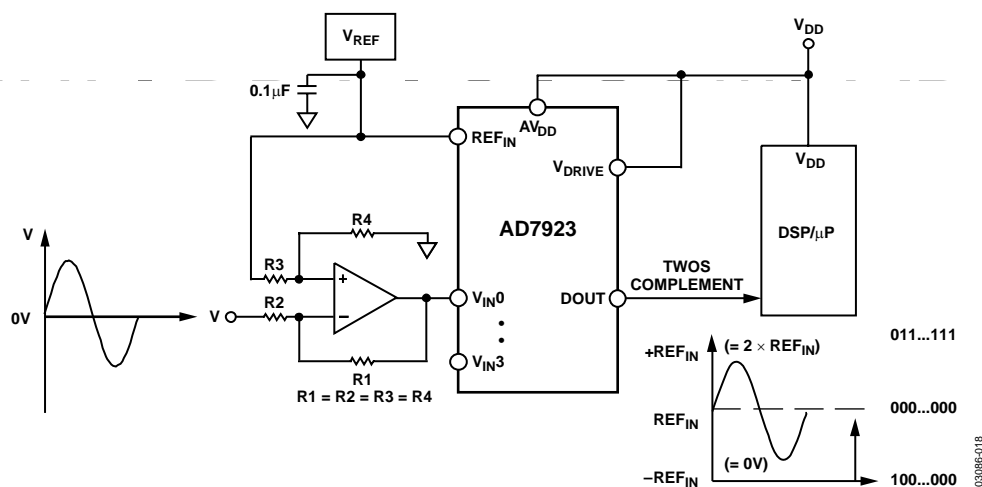 VREF
VDD
0.1μF
AVDD
REFIN
VDRIVE
VDD
AD7923
DSP/μP
V
R4
R3
+
TWOS
COMPLEMENT
0V
V
R2
–
VIN0
DOUT
R1
VIN3
R1 = R2 = R3 = R4
+REFIN
(= 2 × REFIN)
011...111
REFIN
000...000
(= 0V)
–REFIN
100...000
03086-018